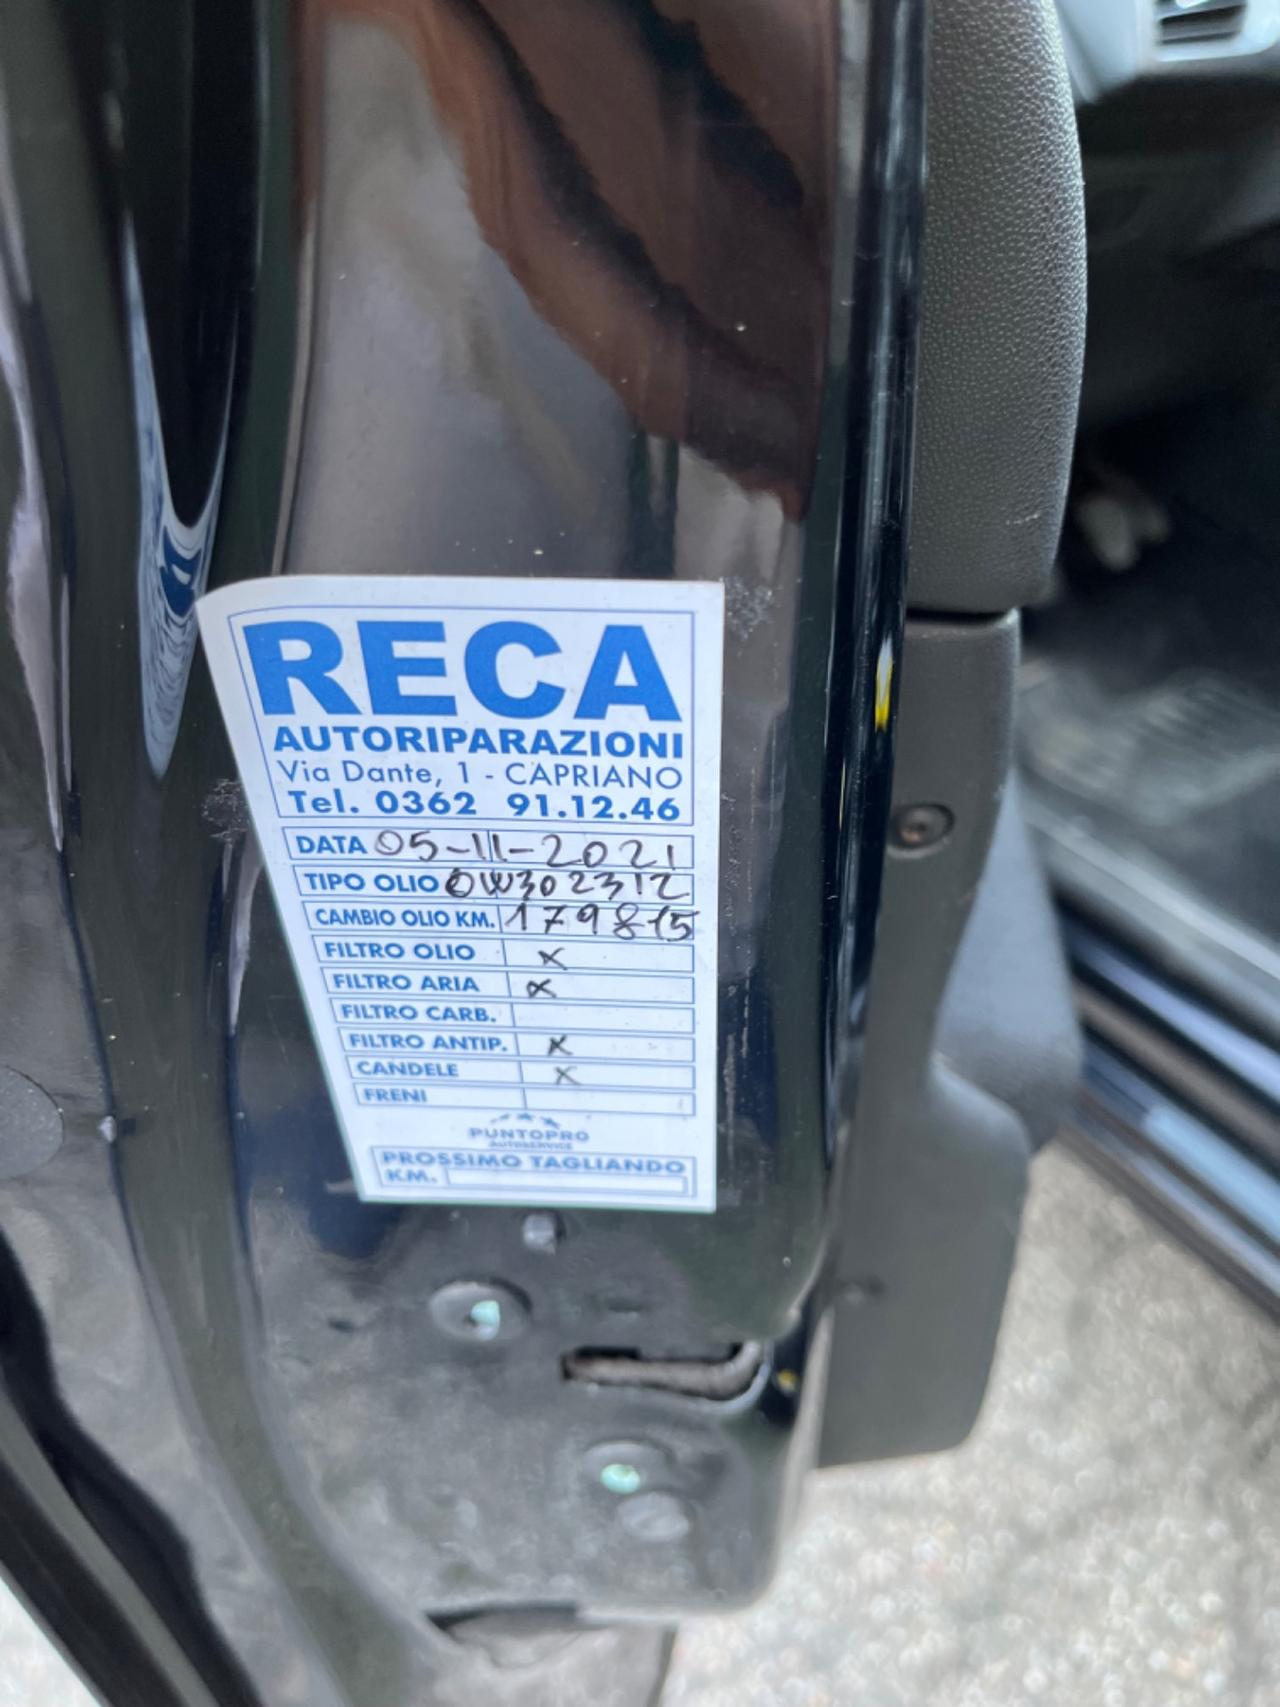 RECA
AUTORIPARAZIONI
Via Dante, 1 - CAPRIANO
Tel. 0362 91.12.46
DATA 05-11-2021
TIPO OLIO 0W302312
CAMBIO OLIO KM. 179815
FILTRO OLIO X
FILTRO ARIA X
FILTRO CARB.
FILTRO ANTIP. X
CANDELE X
FRENI
PUNTOPRO
AUTOSERVICE
PROSSIMO TAGLIANDO
KM.